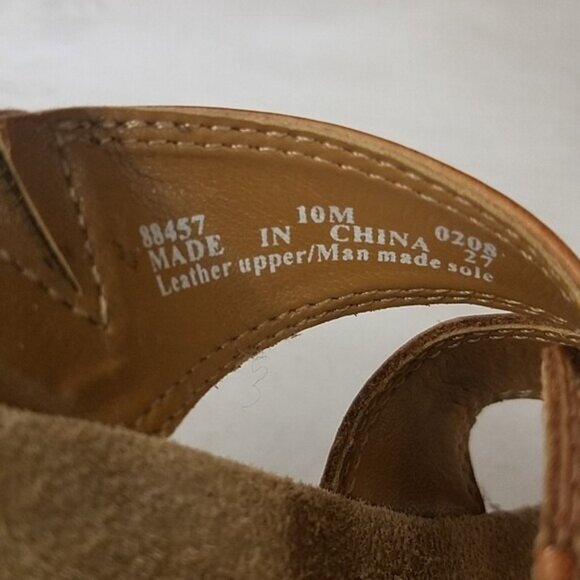 88457 10M 0208
MADE IN CHINA 27
Leather upper/Man made sole